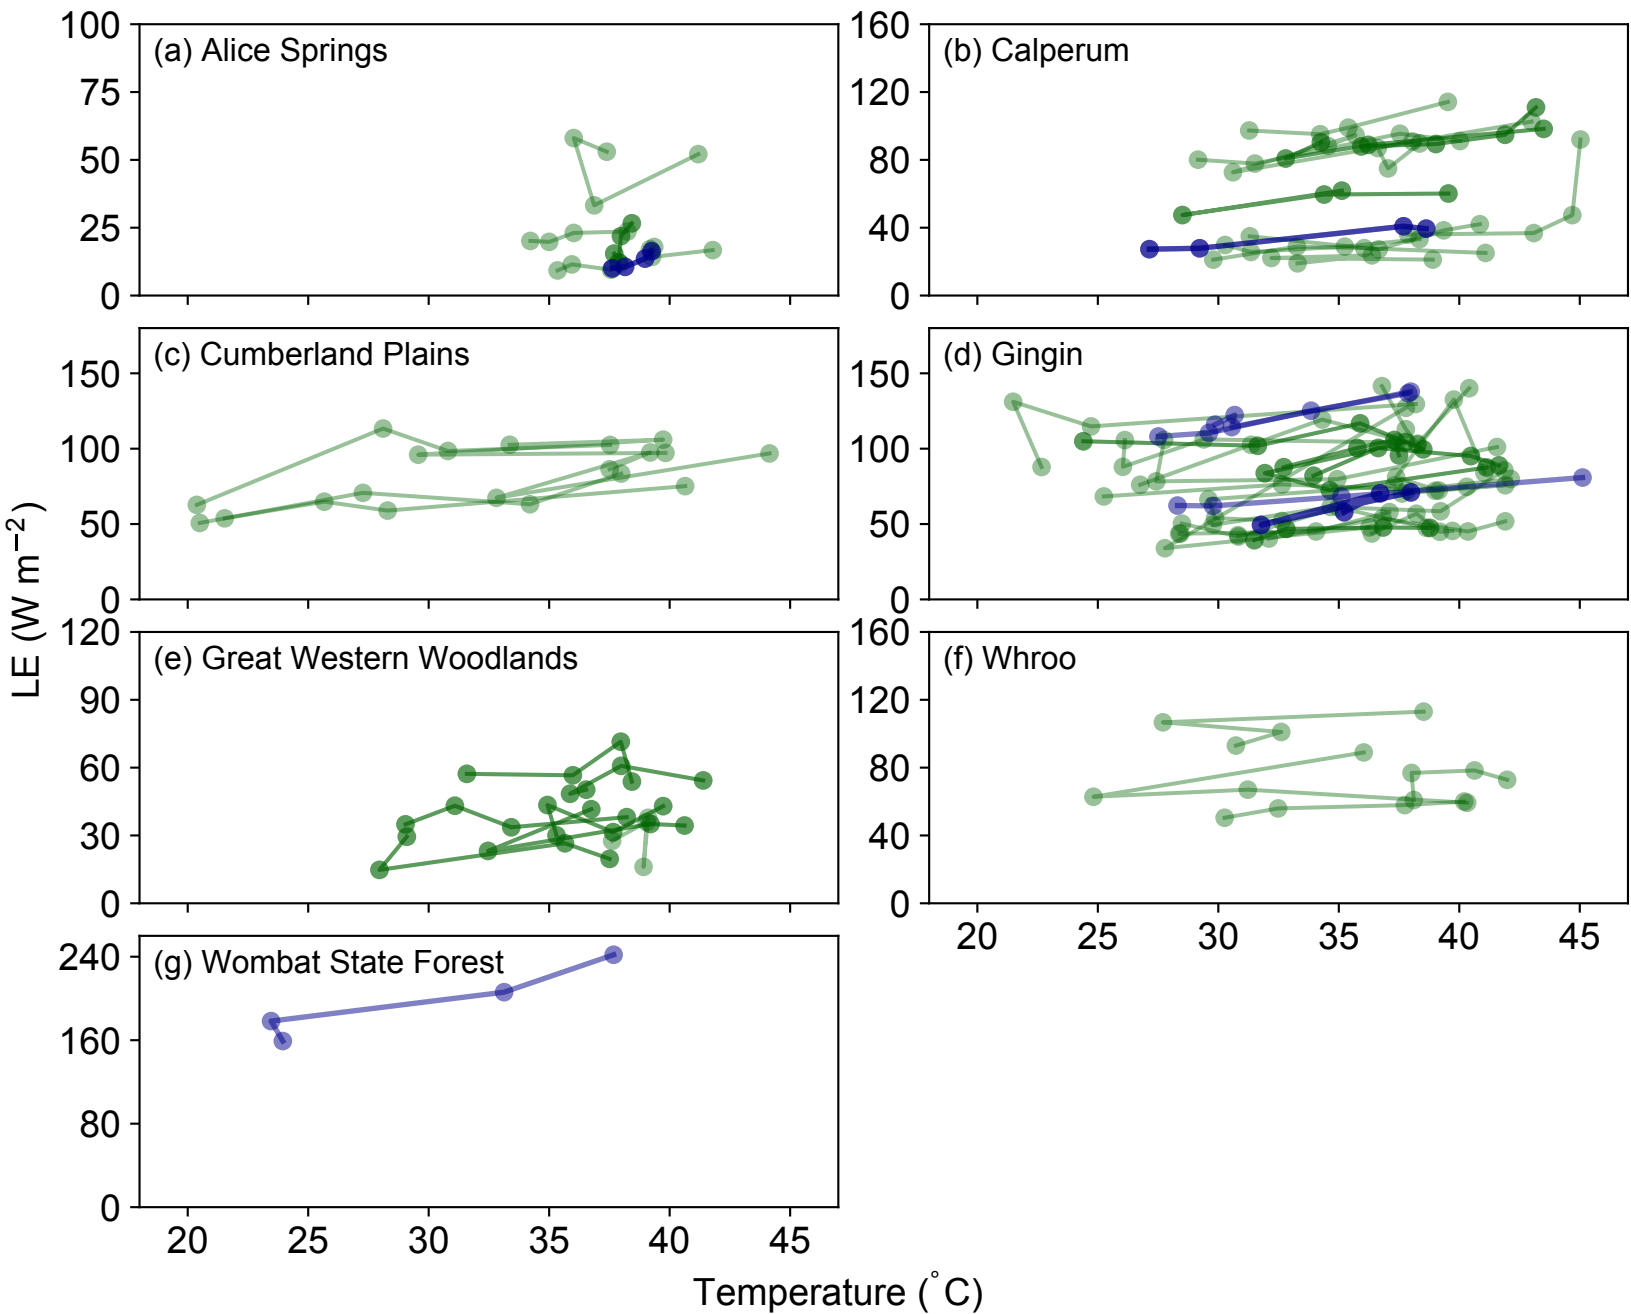 (a) Alice Springs
100
75
50
25
0
(b) Calperum
160
120
80
40
0
(c) Cumberland Plains
150
100
50
0
(d) Gingin
150
100
50
0
LE (W m⁻²)
(e) Great Western Woodlands
120
90
60
30
0
(f) Whroo
160
120
80
40
0
20 25 30 35 40 45
(g) Wombat State Forest
240
160
80
0
20 25 30 35 40 45
Temperature (°C)